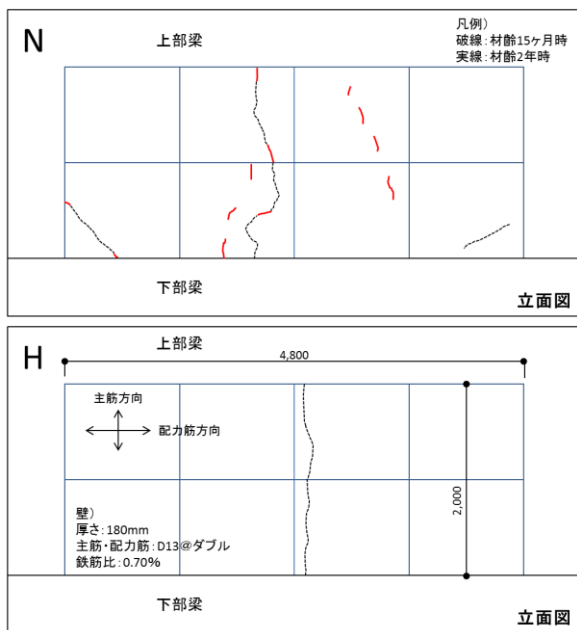 N
上部梁
凡例）
破線：材齢15ヶ月時
実線：材齢2年時
下部梁
立面図
H
上部梁
4,800
主筋方向
配力筋方向
2,000
壁）
厚さ：180mm
主筋・配力筋：D13@ダブル
鉄筋比：0.70%
下部梁
立面図